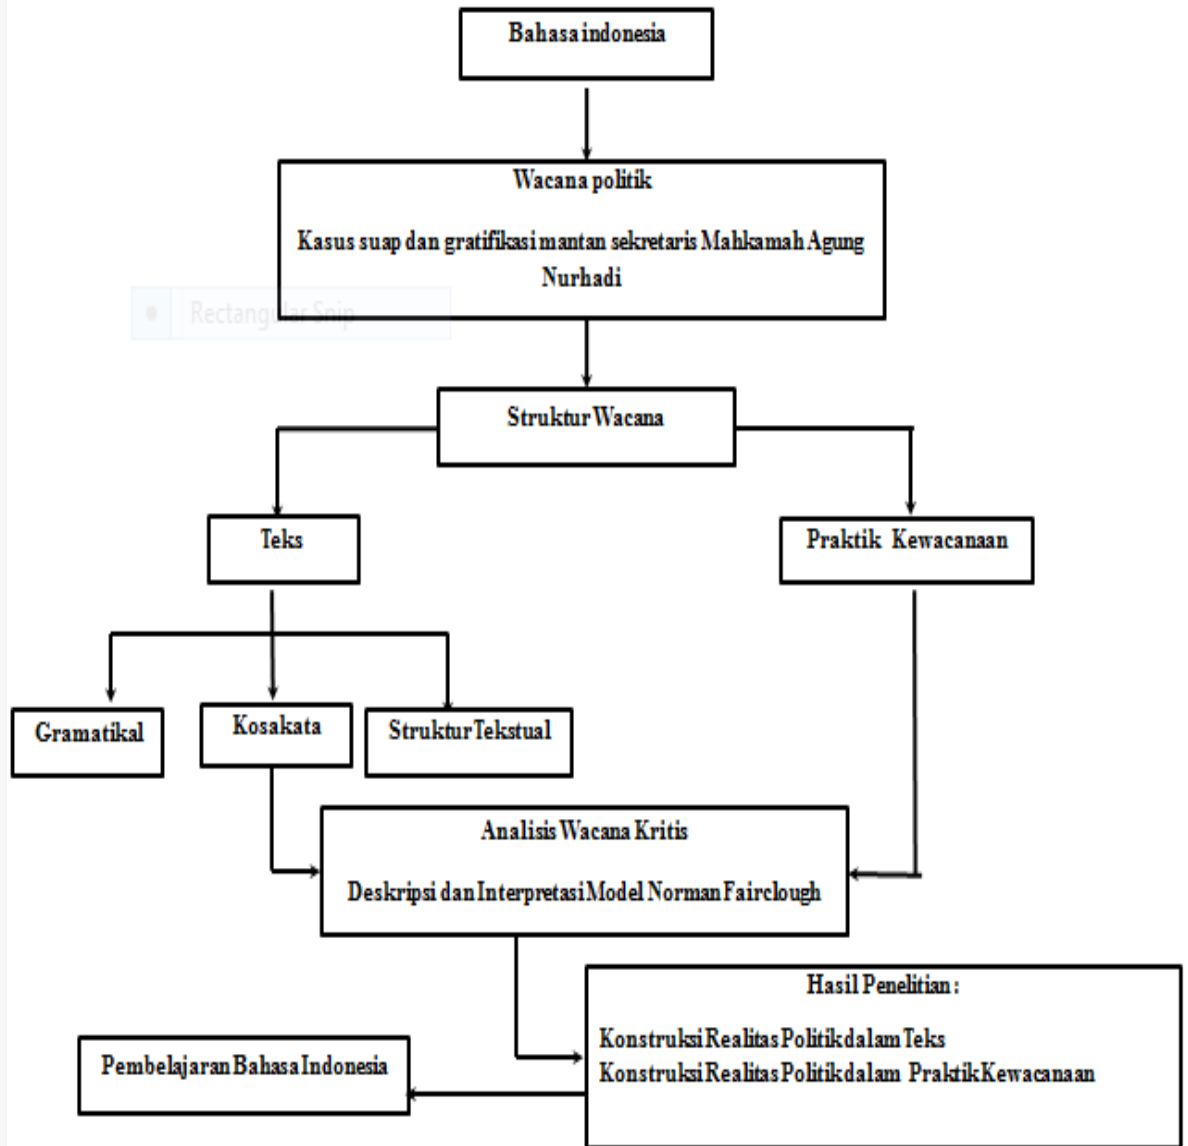 Bahasa indonesia
Wacana politik
Kasus suap dan gratifikasi mantan sekretaris Mahkamah Agung
Nurhadi
Rectangular Snip
Struktur Wacana
Teks
Praktik Kewacanaan
Gramatikal
Kosakata
Struktur Tekstual
Analisis Wacana Kritis
Deskripsi dan Interpretasi Model Norman Fairclough
Hasil Penelitian :
Konstruksi Realitas Politik dalam Teks
Konstruksi Realitas Politik dalam Praktik Kewacanaan
Pembelajaran Bahasa Indonesia